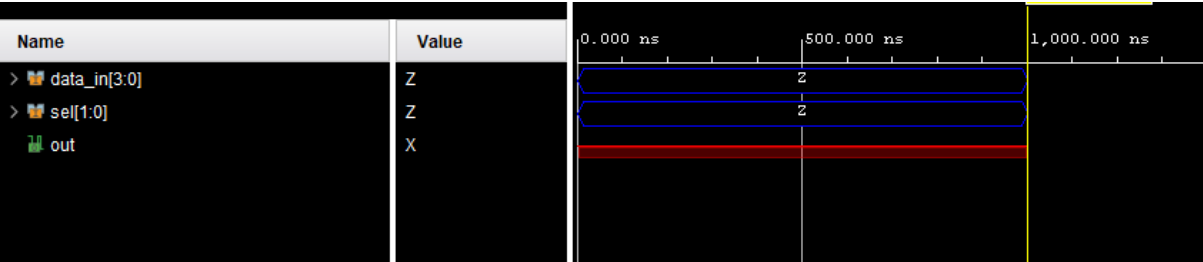 Name Value 0.000 ns 500.000 ns 1,000.000 ns
> data_in[3:0] Z Z
> sel[1:0] Z Z
out X